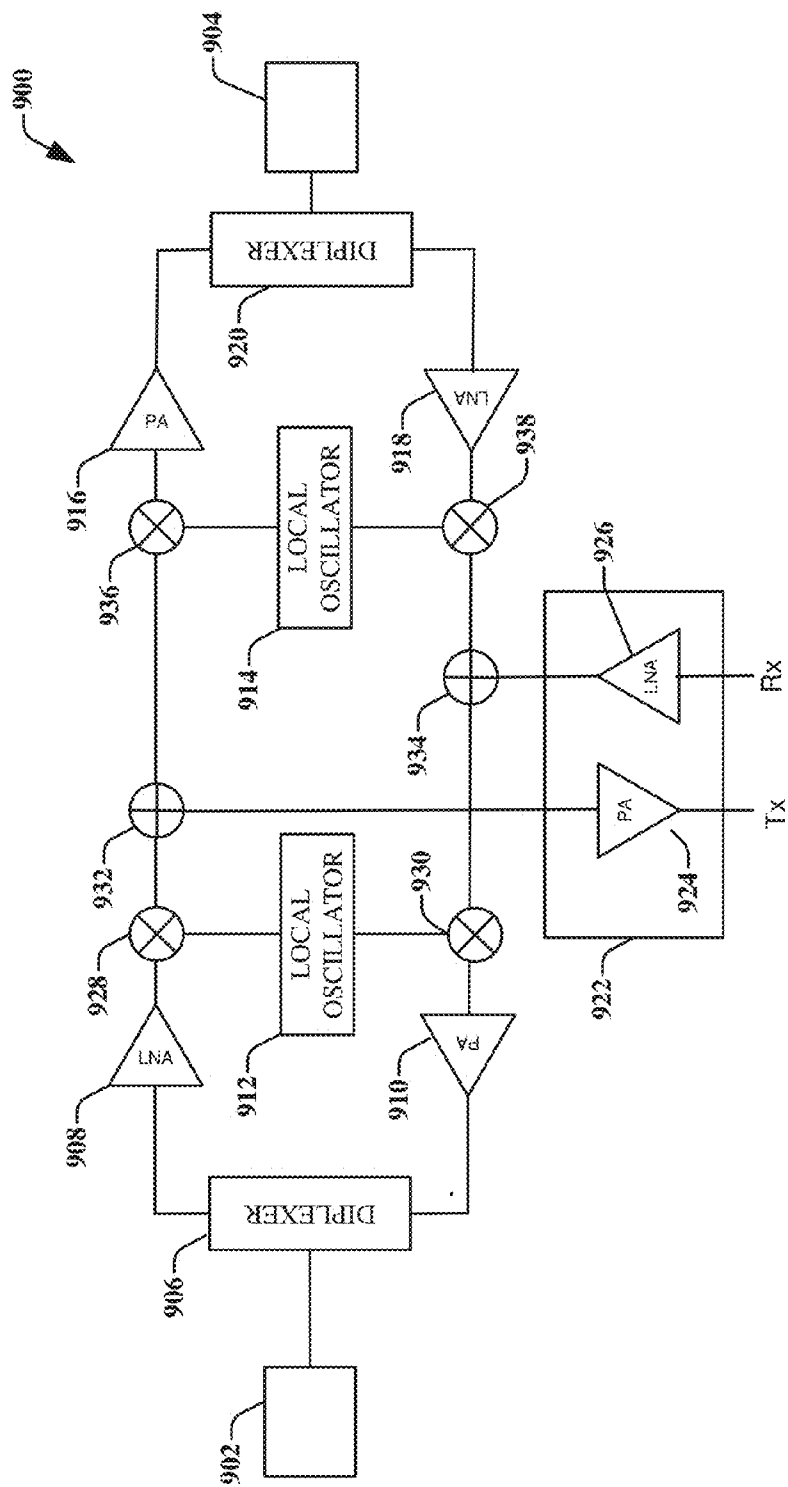 900
904
DIPLEXER
920
PA
916
LNA
918
936
LOCAL
OSCILLATOR
914
938
934
926
LNA
Rx
932
PA
924
Tx
922
928
LOCAL
OSCILLATOR
912
930
LNA
908
PA
910
DIPLEXER
906
902